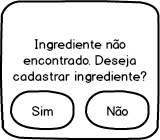 Ingrediente não
encontrado. Deseja
cadastrar ingrediente?
Sim Não